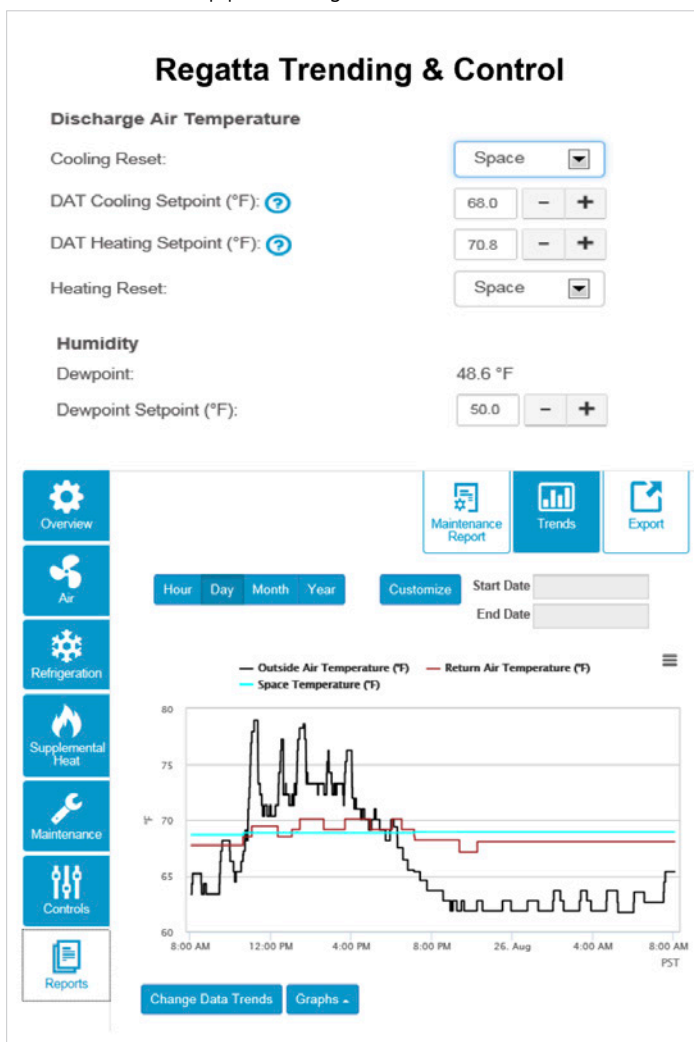 Regatta Trending & Control
Discharge Air Temperature
Cooling Reset:
Space
DAT Cooling Setpoint (°F): ?
68.0 - +
DAT Heating Setpoint (°F): ?
70.8 - +
Heating Reset:
Space
Humidity
Dewpoint:
48.6 °F
Dewpoint Setpoint (°F):
50.0 - +
Overview
Air
Refrigeration
Supplemental
Heat
Maintenance
Controls
Reports
Maintenance
Report
Trends
Export
Hour Day Month Year
Customize
Start Date
End Date
Outside Air Temperature (°F)
Return Air Temperature (°F)
Space Temperature (°F)
80
75
°F 70
65
60
8:00 AM 12:00 PM 4:00 PM 8:00 PM 26. Aug 4:00 AM 8:00 AM
PST
Change Data Trends
Graphs